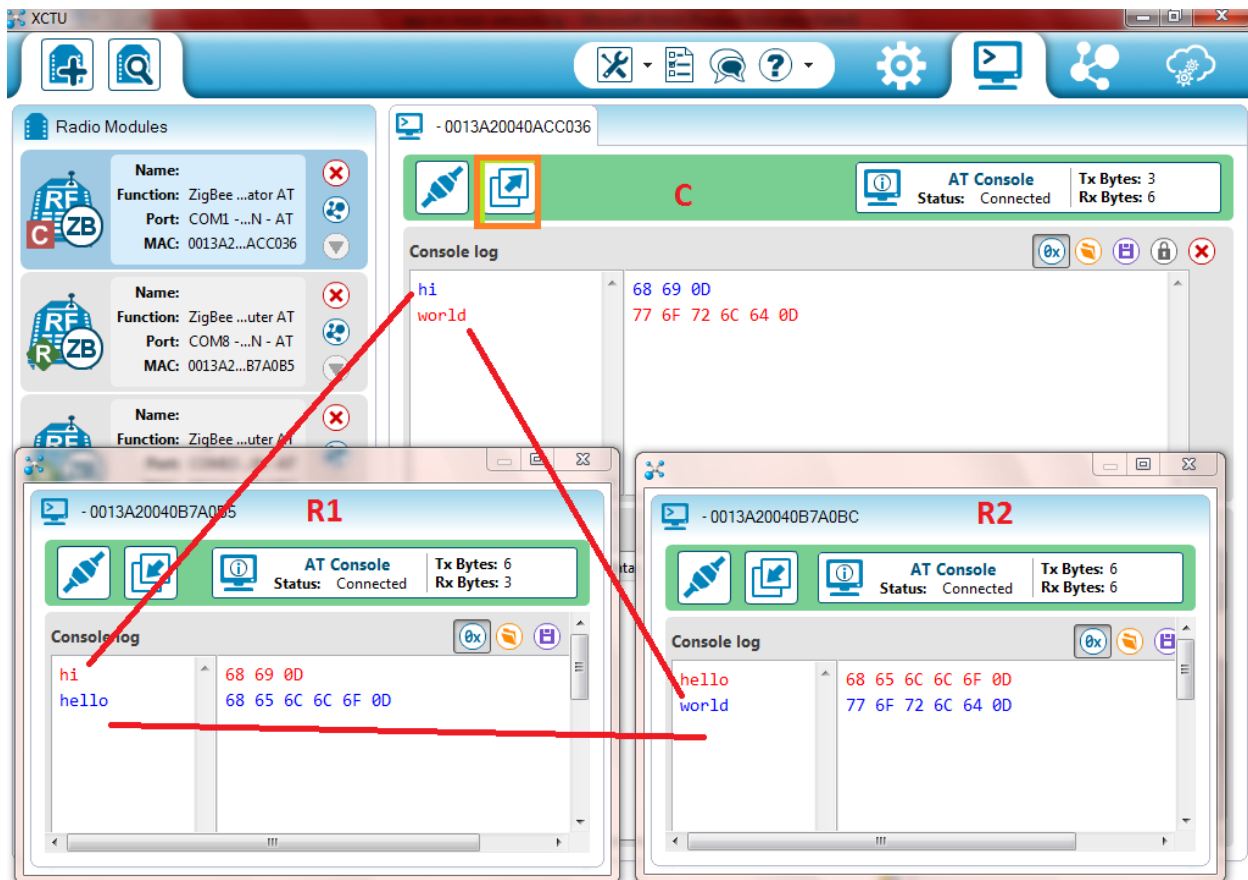 XCTU
Radio Modules
Name:
Function: ZigBee ...ator AT
Port: COM1 -...N - AT
MAC: 0013A2...ACC036
C ZB
Name:
Function: ZigBee ...uter AT
Port: COM8 -...N - AT
MAC: 0013A2...B7A0B5
R ZB
Name:
Function: ZigBee ...uter AT
- 0013A20040ACC036
C
AT Console
Status: Connected
Tx Bytes: 3
Rx Bytes: 6
Console log
0x
hi 68 69 0D
world 77 6F 72 6C 64 0D
- 0013A20040B7A0B5 R1
AT Console
Status: Connected
Tx Bytes: 6
Rx Bytes: 3
Console log
0x
hi 68 69 0D
hello 68 65 6C 6C 6F 0D
- 0013A20040B7A0BC R2
AT Console
Status: Connected
Tx Bytes: 6
Rx Bytes: 6
Console log
0x
hello 68 65 6C 6C 6F 0D
world 77 6F 72 6C 64 0D